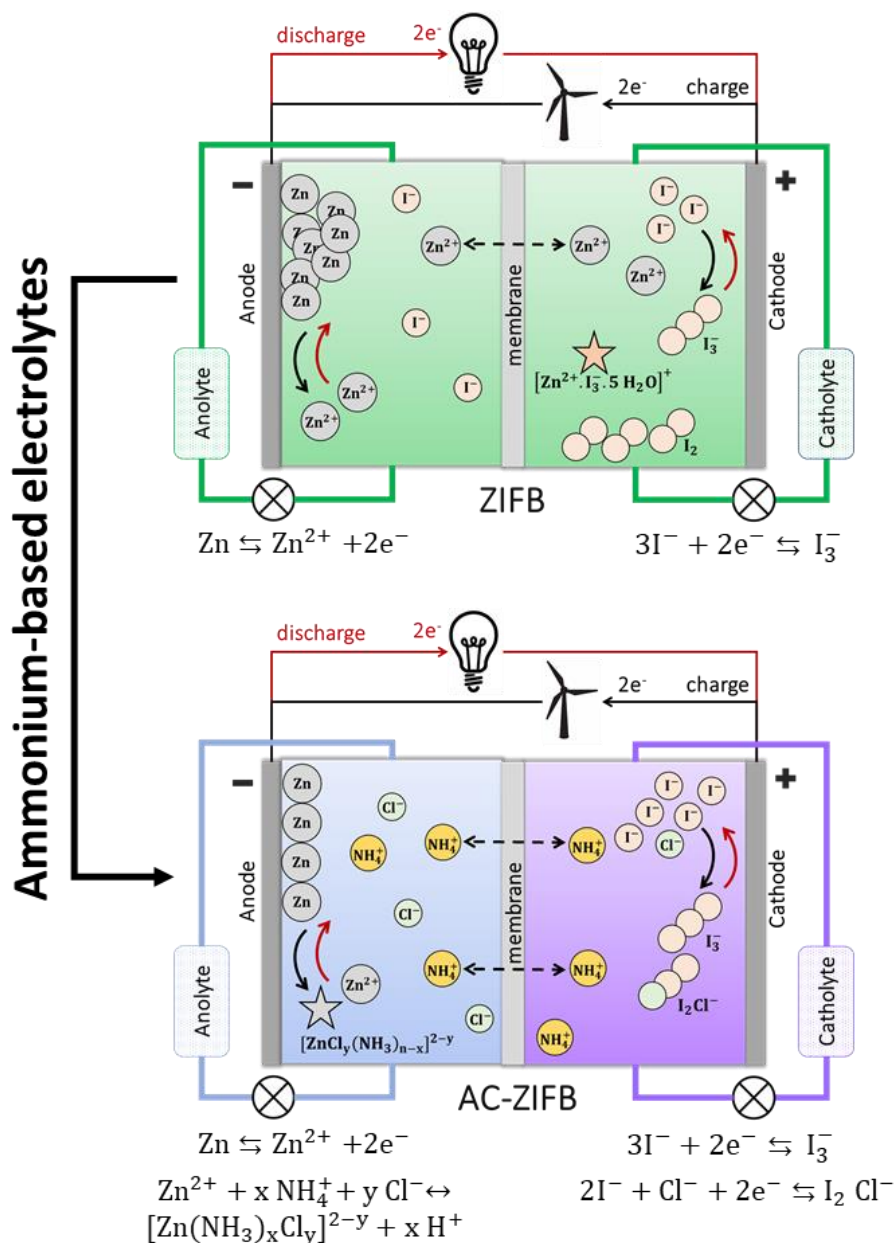 Ammonium-based electrolytes
discharge 2e⁻
2e⁻ charge
− +
Zn
Zn
Zn
Zn
Zn
Zn
Zn
Zn
Zn²⁺
Zn²⁺
I⁻
Zn²⁺
I⁻
I⁻
Zn²⁺
Zn²⁺
I⁻
I⁻
I⁻
I₃⁻
[Zn²⁺.I₃⁻.5 H₂O]⁺
I₂
Anode
membrane
Cathode
Anolyte
Catholyte
ZIFB
Zn ⇆ Zn²⁺ +2e⁻
3I⁻ + 2e⁻ ⇆ I₃⁻
discharge 2e⁻
2e⁻ charge
− +
Zn
Zn
Zn
Zn
Zn²⁺
[ZnCl_y(NH₃)_{n−x}]^{2−y}
Cl⁻
NH₄⁺
NH₄⁺
Cl⁻
NH₄⁺
Cl⁻
NH₄⁺
NH₄⁺
NH₄⁺
I⁻
I⁻
I⁻
I⁻
I⁻
Cl⁻
I₃⁻
I₂Cl⁻
Anode
membrane
Cathode
Anolyte
Catholyte
AC-ZIFB
Zn ⇆ Zn²⁺ +2e⁻
Zn²⁺ + x NH₄⁺ + y Cl⁻ ↔
[Zn(NH₃)ₓCl_y]^{2−y} + x H⁺
3I⁻ + 2e⁻ ⇆ I₃⁻
2I⁻ + Cl⁻ + 2e⁻ ⇆ I₂ Cl⁻